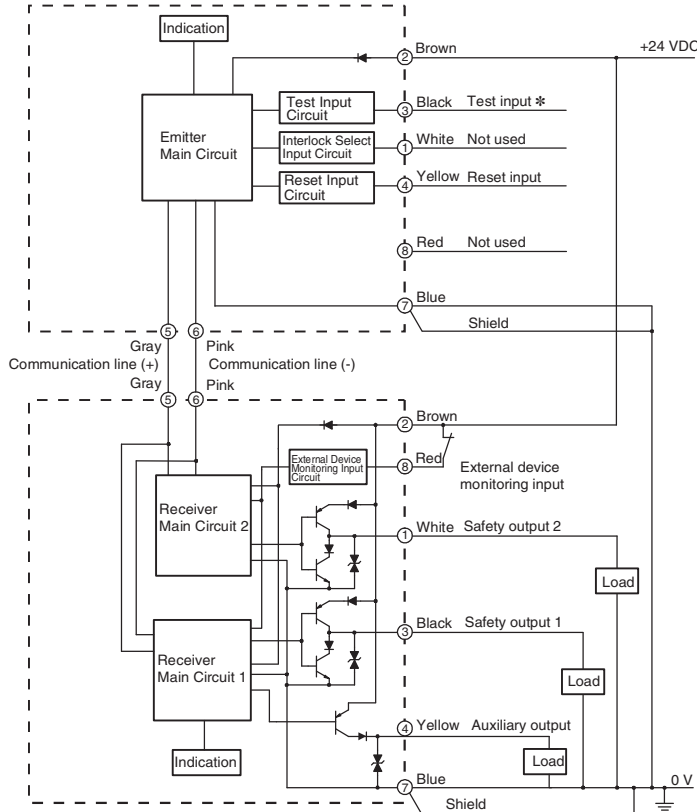 Indication
② Brown
+24 VDC
Emitter
Main Circuit
Test Input
Circuit
③ Black Test input *
Interlock Select
Input Circuit
① White Not used
Reset Input
Circuit
④ Yellow Reset input
⑧ Red Not used
⑦ Blue
Shield
⑤ ⑥
Gray Pink
Communication line (+) Communication line (-)
Gray Pink
⑤ ⑥
② Brown
External Device
Monitoring Input
Circuit
⑧ Red
External device
monitoring input
Receiver
Main Circuit 2
① White Safety output 2
Load
Receiver
Main Circuit 1
③ Black Safety output 1
Load
④ Yellow Auxiliary output
Load
Indication
⑦ Blue
0 V
Shield